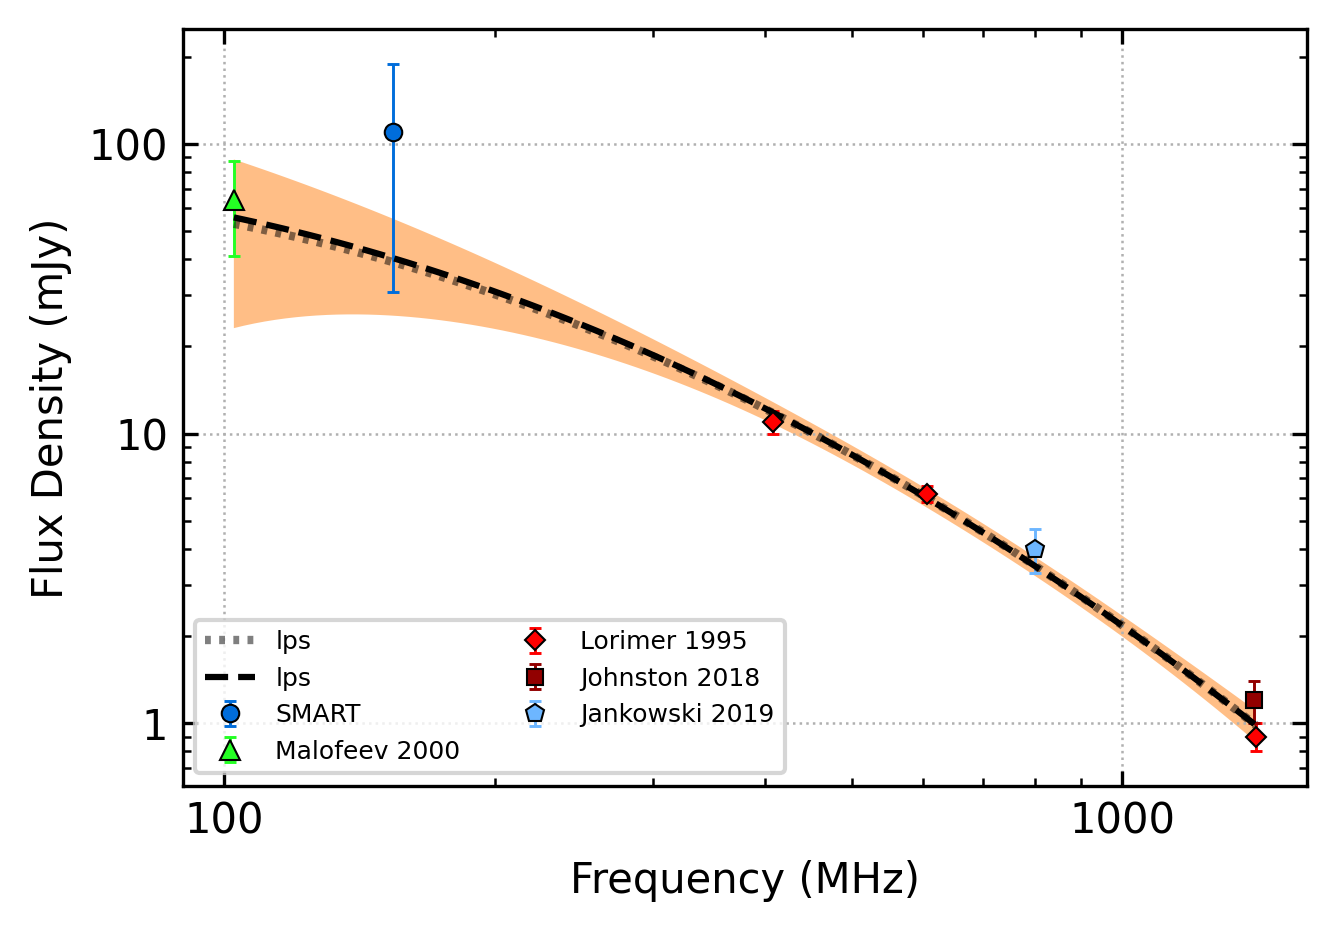 100
10
1
Flux Density (mJy)
lps
lps
SMART
Malofeev 2000
Lorimer 1995
Johnston 2018
Jankowski 2019
100
1000
Frequency (MHz)